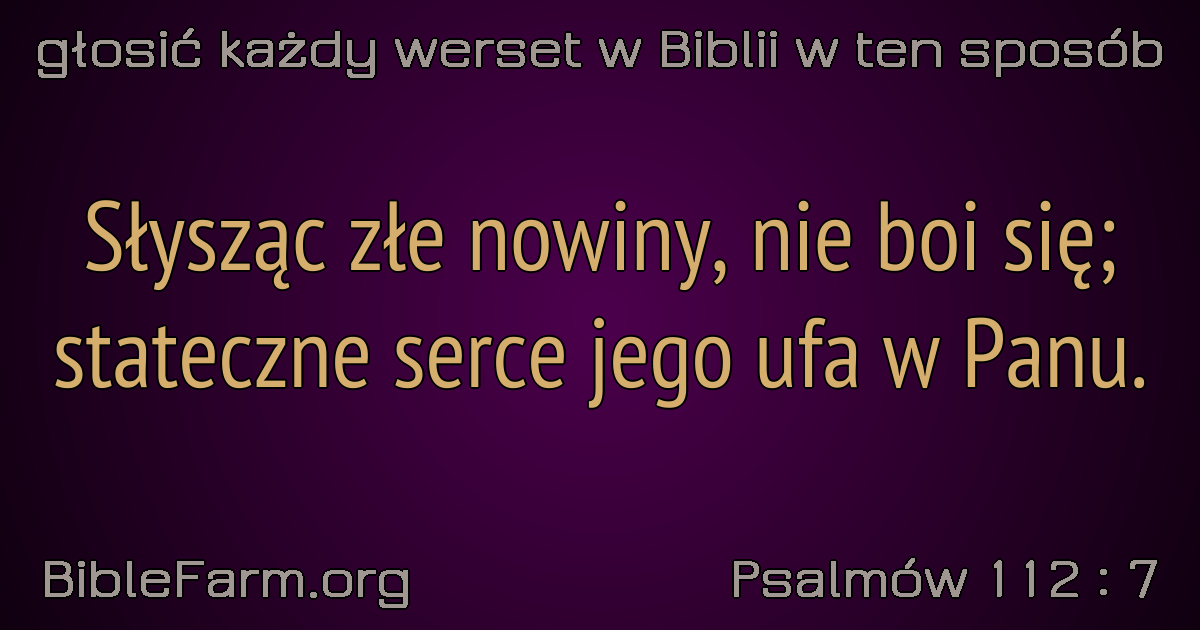 głosić każdy werset w Biblii w ten sposób
Słysząc złe nowiny, nie boi się;
stateczne serce jego ufa w Panu.
BibleFarm.org
Psalmów 112 : 7